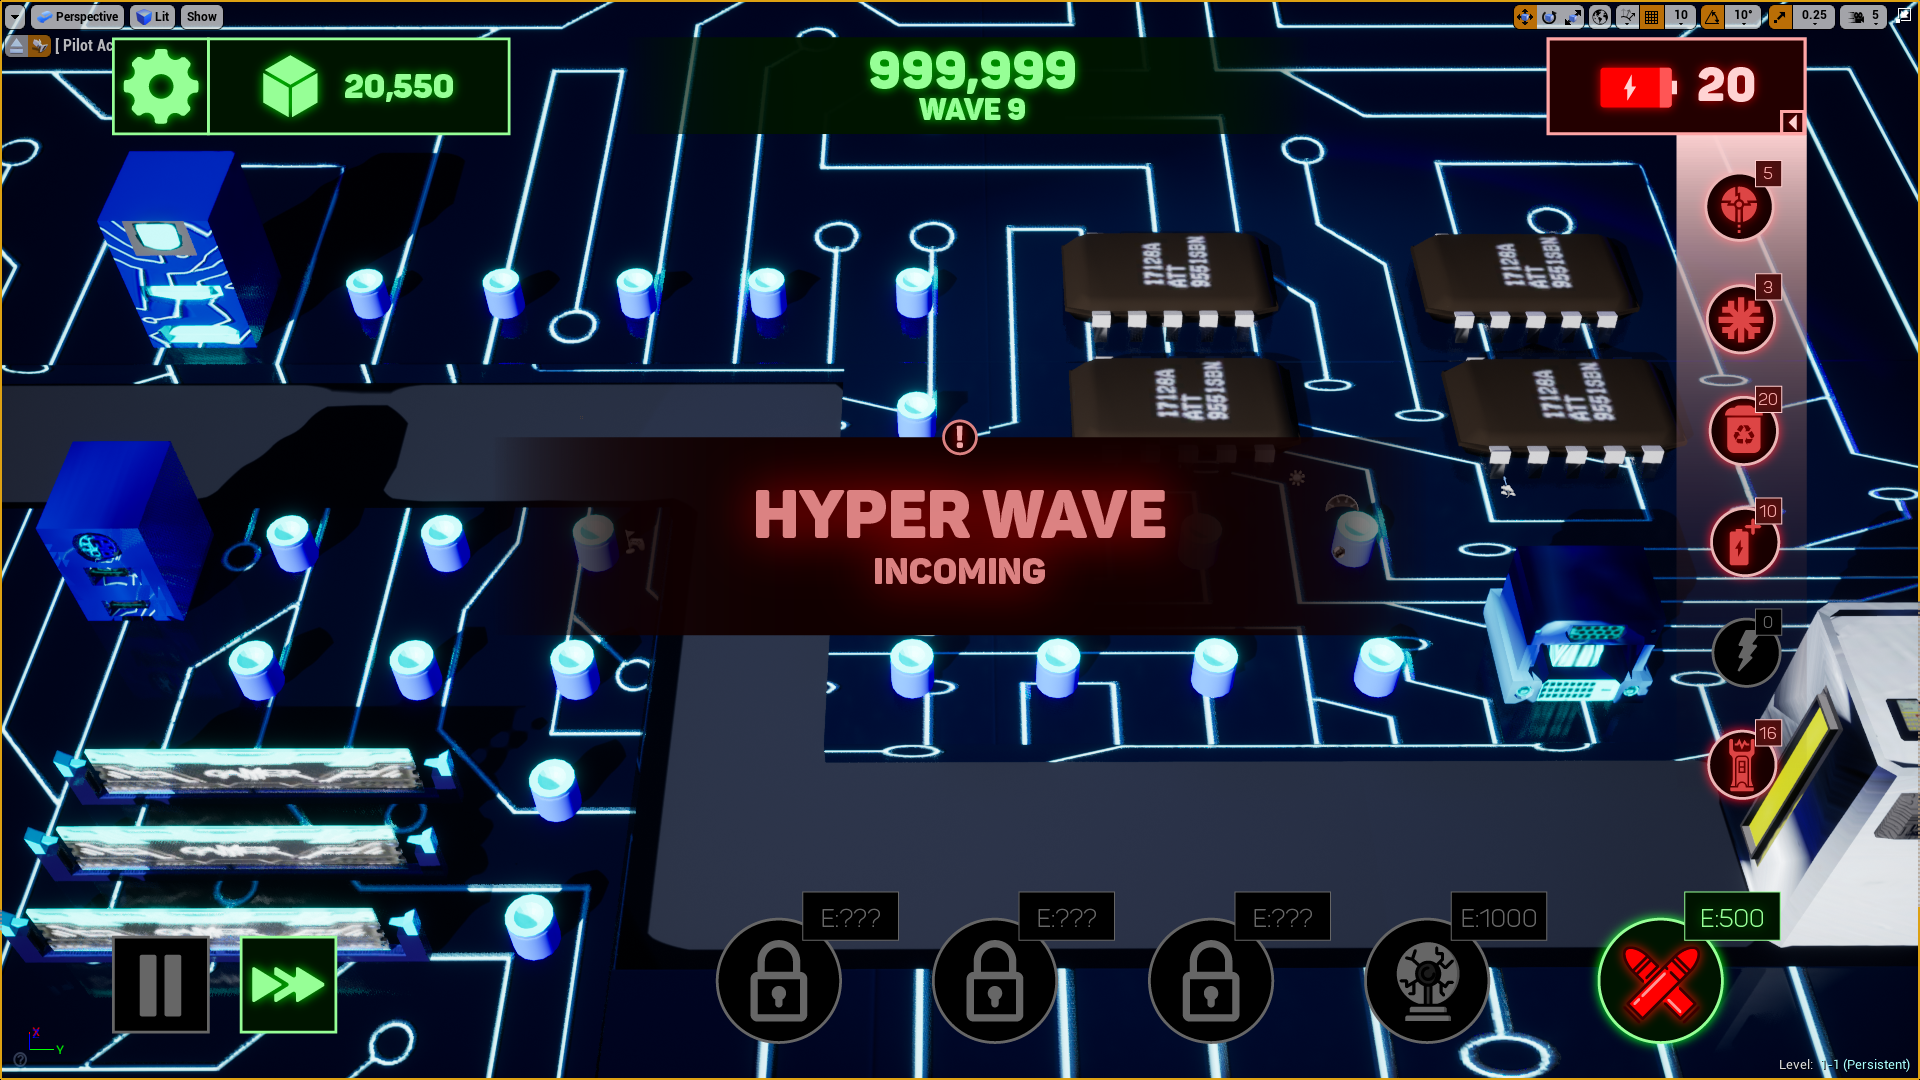 Perspective
Lit
Show
10
10°
0.25
5
[ Pilot Ac
20,550
999,999
WAVE 9
20
5
3
20
10
0
16
17128A
ATT
9551SBN
17128A
ATT
9551SBN
17128A
ATT
9551SBN
17128A
ATT
9551SBN
!
HYPER WAVE
INCOMING
E:???
E:???
E:???
E:1000
E:500
X
Y
Level: 1-1 (Persistent)